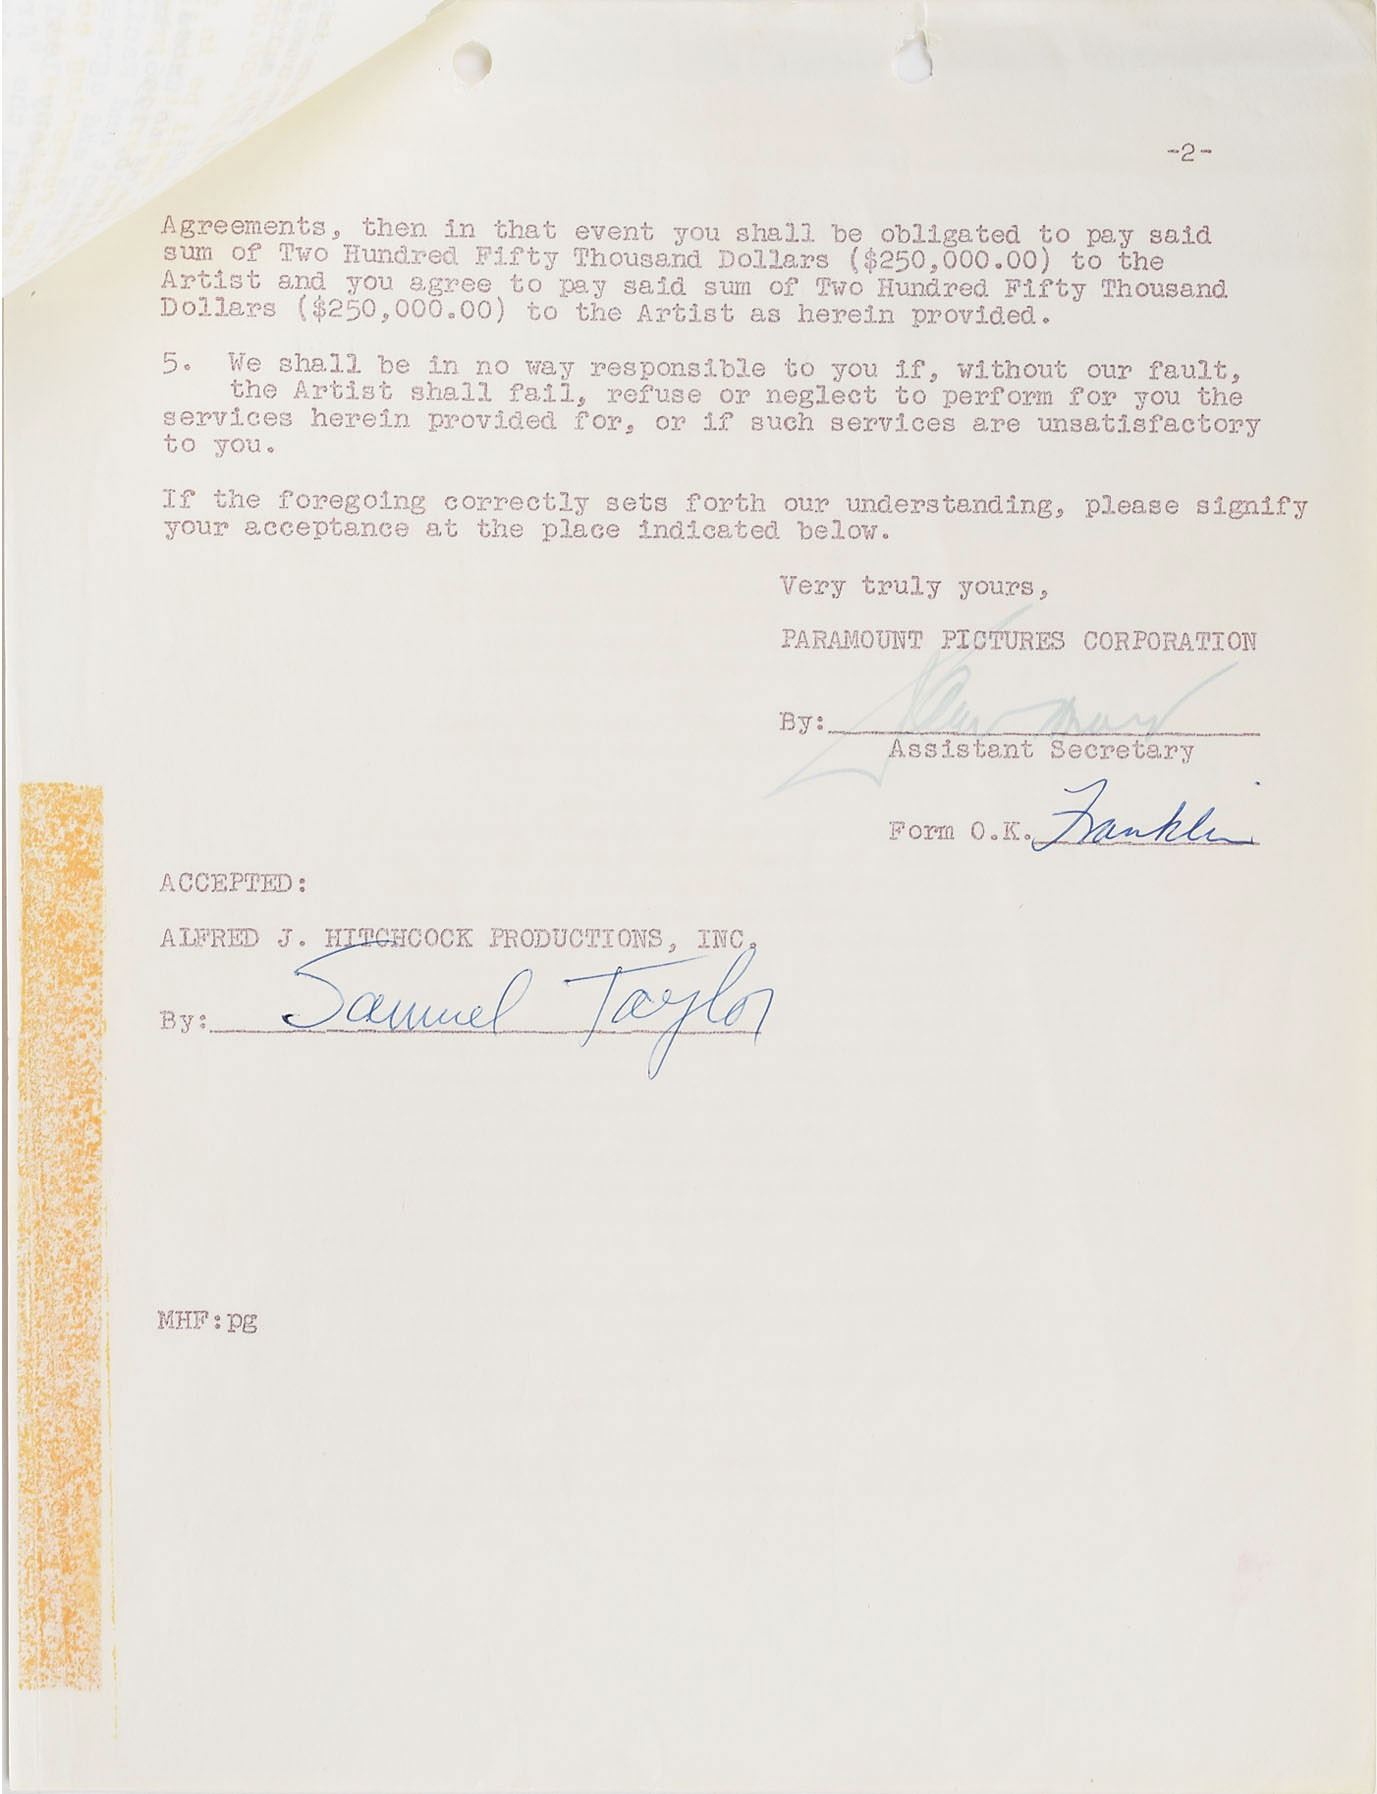 -2-
Agreements, then in that event you shall be obligated to pay said
sum of Two Hundred Fifty Thousand Dollars ($250,000.00) to the
Artist and you agree to pay said sum of Two Hundred Fifty Thousand
Dollars ($250,000.00) to the Artist as herein provided.
5. We shall be in no way responsible to you if, without our fault,
the Artist shall fail, refuse or neglect to perform for you the
services herein provided for, or if such services are unsatisfactory
to you.
If the foregoing correctly sets forth our understanding, please signify
your acceptance at the place indicated below.
Very truly yours,
PARAMOUNT PICTURES CORPORATION
By:
Assistant Secretary
Form O.K. Franklin
ACCEPTED:
ALFRED J. HITCHCOCK PRODUCTIONS, INC.
By: Samuel Taylor
MHF:pg